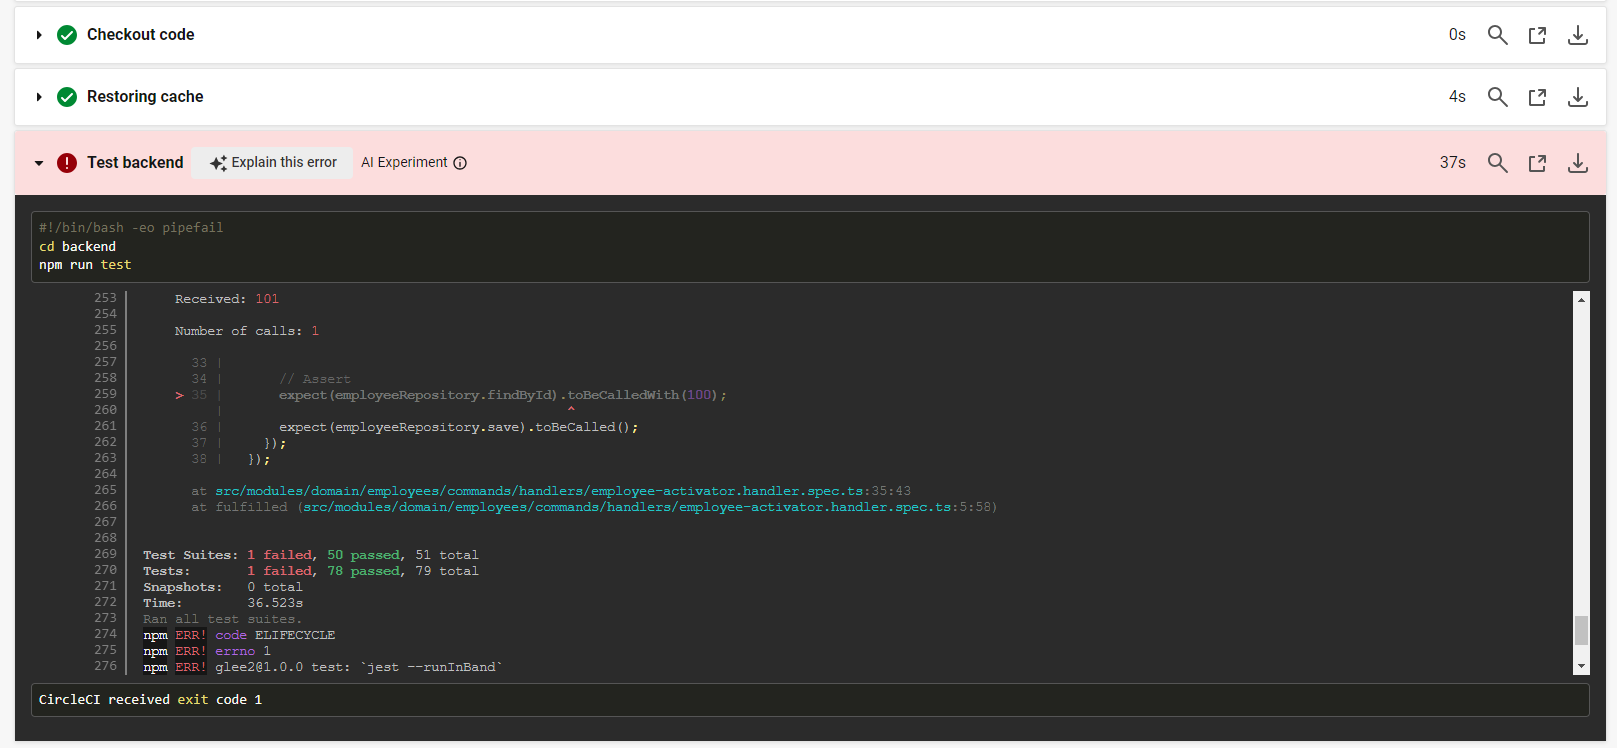 Checkout code 0s
Restoring cache 4s
Test backend Explain this error AI Experiment 37s
#!/bin/bash -eo pipefail
cd backend
npm run test
253 Received: 101
254
255 Number of calls: 1
256
257 33 |
258 34 | // Assert
259 > 35 | expect(employeeRepository.findById).toBeCalledWith(100);
260 | ^
261 36 | expect(employeeRepository.save).toBeCalled();
262 37 | });
263 38 | });
264
265 at src/modules/domain/employees/commands/handlers/employee-activator.handler.spec.ts:35:43
266 at fulfilled (src/modules/domain/employees/commands/handlers/employee-activator.handler.spec.ts:5:58)
267
268
269 Test Suites: 1 failed, 50 passed, 51 total
270 Tests: 1 failed, 78 passed, 79 total
271 Snapshots: 0 total
272 Time: 36.523s
273 Ran all test suites.
274 npm ERR! code ELIFECYCLE
275 npm ERR! errno 1
276 npm ERR! glee2@1.0.0 test: `jest --runInBand`
CircleCI received exit code 1